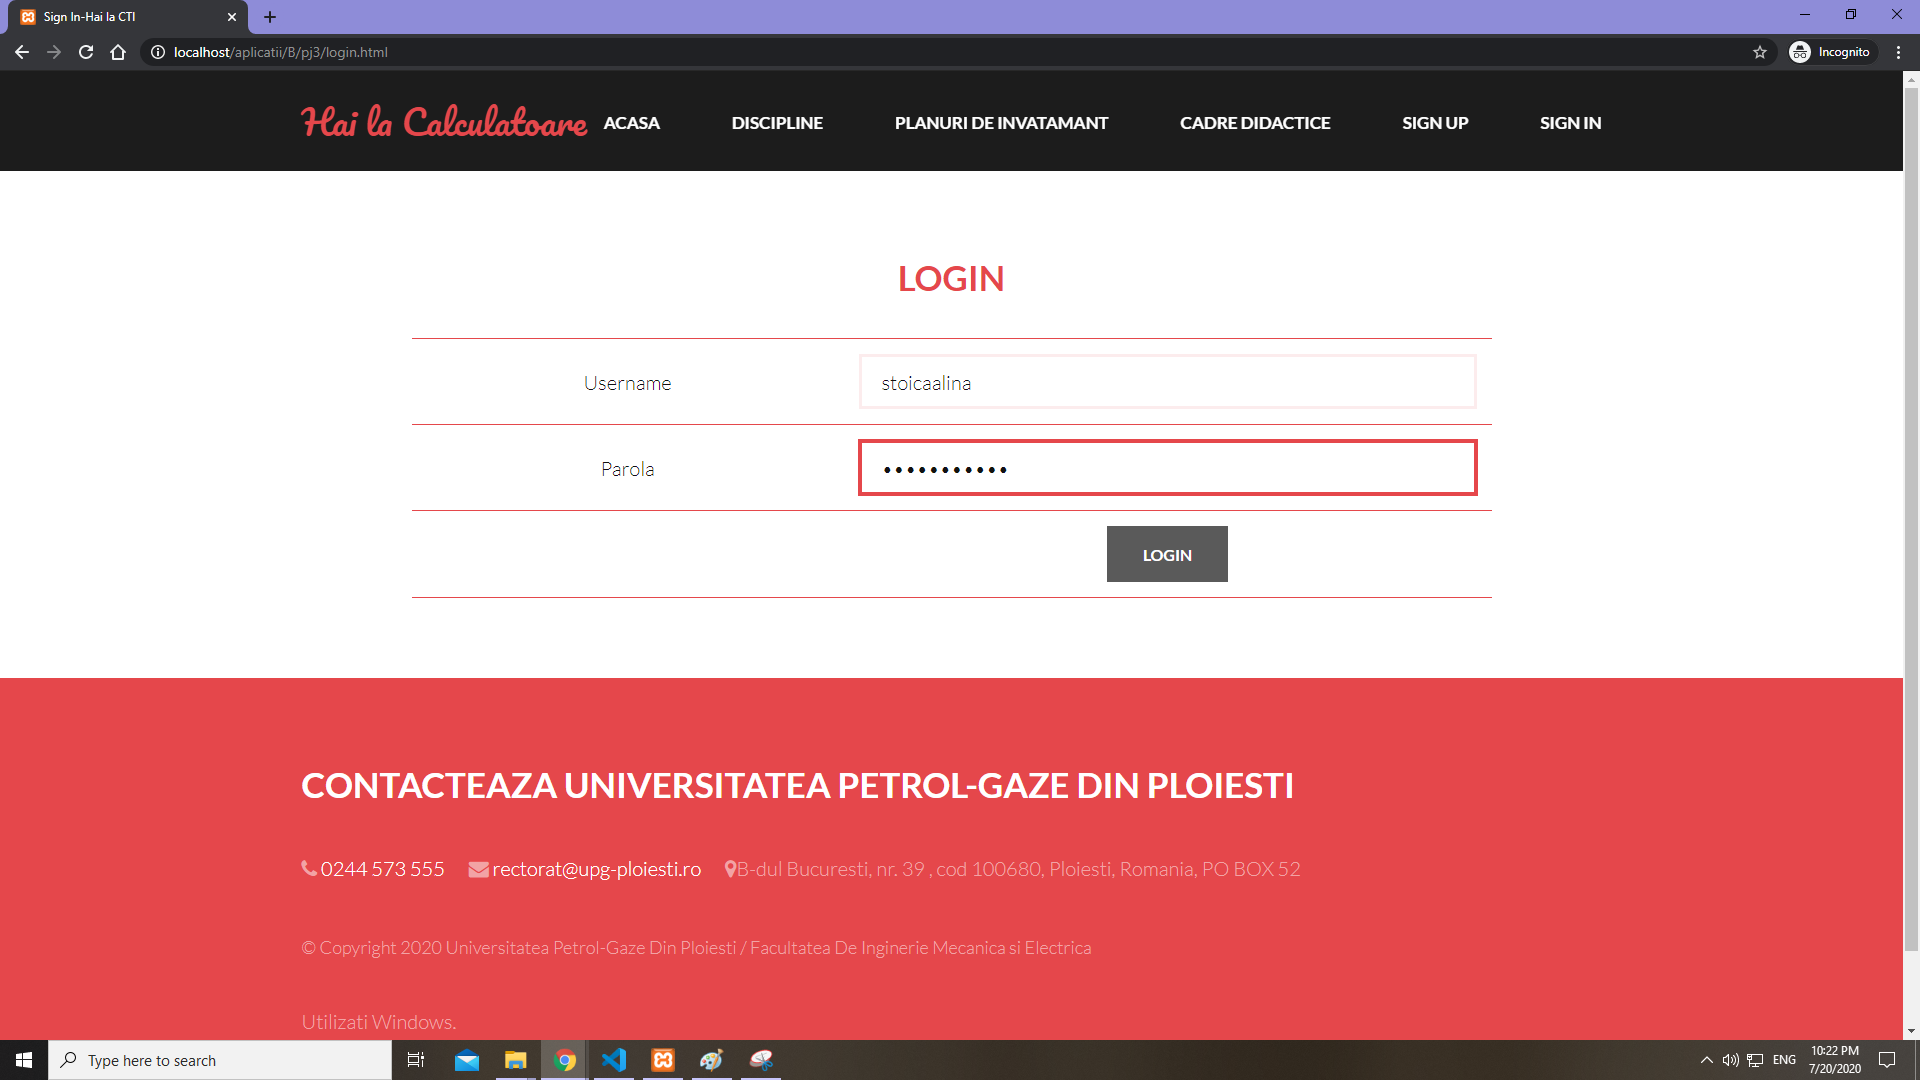 Sign In-Hai la CTI
localhost/aplicatii/B/pj3/login.html
Incognito
Hai la Calculatoare ACASA DISCIPLINE PLANURI DE INVATAMANT CADRE DIDACTICE SIGN UP SIGN IN
LOGIN
Username stoicaalina
Parola •••••••••••
LOGIN
CONTACTEAZA UNIVERSITATEA PETROL-GAZE DIN PLOIESTI
0244 573 555 rectorat@upg-ploiesti.ro B-dul Bucuresti, nr. 39 , cod 100680, Ploiesti, Romania, PO BOX 52
© Copyright 2020 Universitatea Petrol-Gaze Din Ploiesti / Facultatea De Inginerie Mecanica si Electrica
Utilizati Windows.
Type here to search
ENG
10:22 PM
7/20/2020